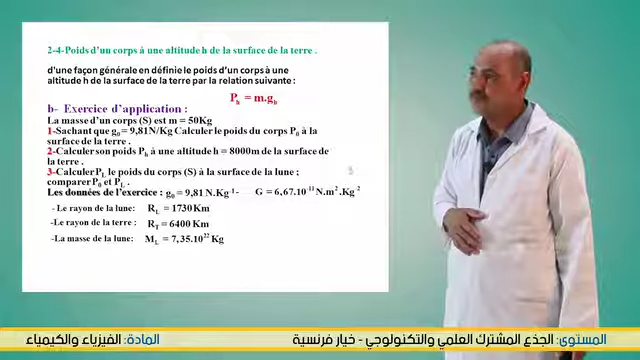 2-4-Poids d'un corps à une altitude h de la surface de la terre .
d'une façon générale en définie le poids d'un corps à une
altitude h de la surface de la terre par la relation suivante :
Pₕ = m.gₕ
b- Exercice d'application :
La masse d'un corps (S) est m = 50Kg
1-Sachant que g₀ = 9,81N/Kg Calculer le poids du corps P₀ à la
surface de la terre .
2-Calculer son poids Pₕ à une altitude h = 8000m de la surface de
la terre .
3-Calculer P_L le poids du corps (S) à la surface de la lune ;
comparer P₀ et P_L .
Les données de l'exercice : g₀ = 9,81 N.Kg⁻¹- G = 6,67.10⁻¹¹N.m².Kg⁻²
- Le rayon de la lune: R_L = 1730 Km
-Le rayon de la terre : R_T = 6400 Km
-La masse de la lune: M_L = 7,35.10²² Kg
المستوى: الجذع المشترك العلمي والتكنولوجي - خيار فرنسية
المادة: الفيزياء والكيمياء